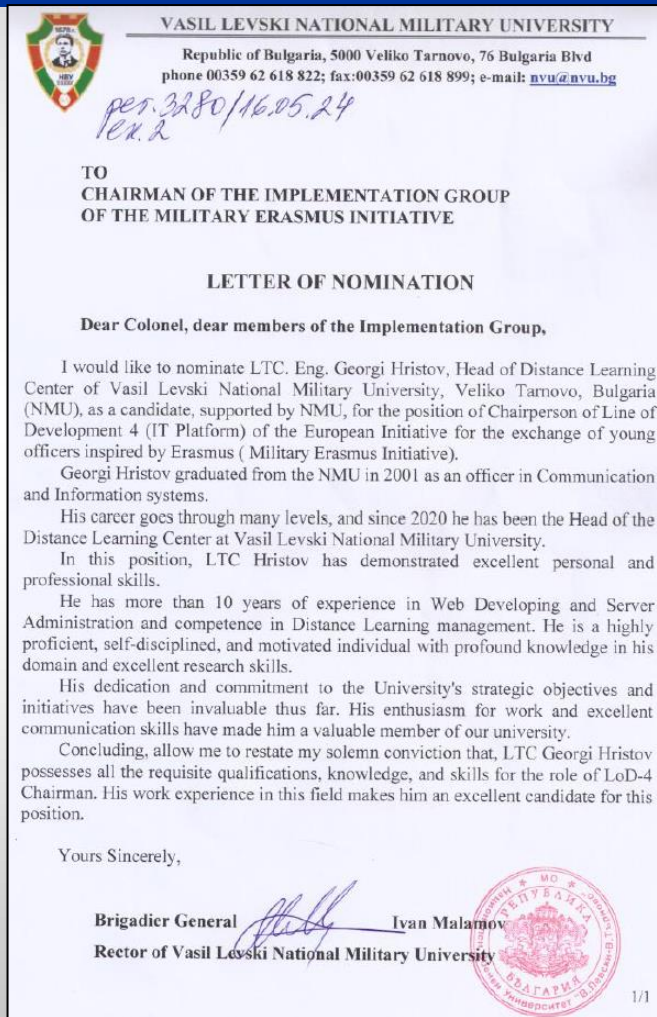 1878 г.
НВУ
VASIL LEVSKI NATIONAL MILITARY UNIVERSITY
Republic of Bulgaria, 5000 Veliko Tarnovo, 76 Bulgaria Blvd
phone 00359 62 618 822; fax:00359 62 618 899; e-mail: nvu@nvu.bg
рег. 3280/16.05.24
ек. 2
TO
CHAIRMAN OF THE IMPLEMENTATION GROUP
OF THE MILITARY ERASMUS INITIATIVE
LETTER OF NOMINATION
Dear Colonel, dear members of the Implementation Group,
I would like to nominate LTC. Eng. Georgi Hristov, Head of Distance Learning
Center of Vasil Levski National Military University, Veliko Tarnovo, Bulgaria
(NMU), as a candidate, supported by NMU, for the position of Chairperson of Line of
Development 4 (IT Platform) of the European Initiative for the exchange of young
officers inspired by Erasmus ( Military Erasmus Initiative).
Georgi Hristov graduated from the NMU in 2001 as an officer in Communication
and Information systems.
His career goes through many levels, and since 2020 he has been the Head of the
Distance Learning Center at Vasil Levski National Military University.
In this position, LTC Hristov has demonstrated excellent personal and
professional skills.
He has more than 10 years of experience in Web Developing and Server
Administration and competence in Distance Learning management. He is a highly
proficient, self-disciplined, and motivated individual with profound knowledge in his
domain and excellent research skills.
His dedication and commitment to the University's strategic objectives and
initiatives have been invaluable thus far. His enthusiasm for work and excellent
communication skills have made him a valuable member of our university.
Concluding, allow me to restate my solemn conviction that, LTC Georgi Hristov
possesses all the requisite qualifications, knowledge, and skills for the role of LoD-4
Chairman. His work experience in this field makes him an excellent candidate for this
position.
Yours Sincerely,
Brigadier General Ivan Malamov
Rector of Vasil Levski National Military University
МО
РЕПУБЛИКА
БЪЛГАРИЯ
Университет "В.Левски"
1/1